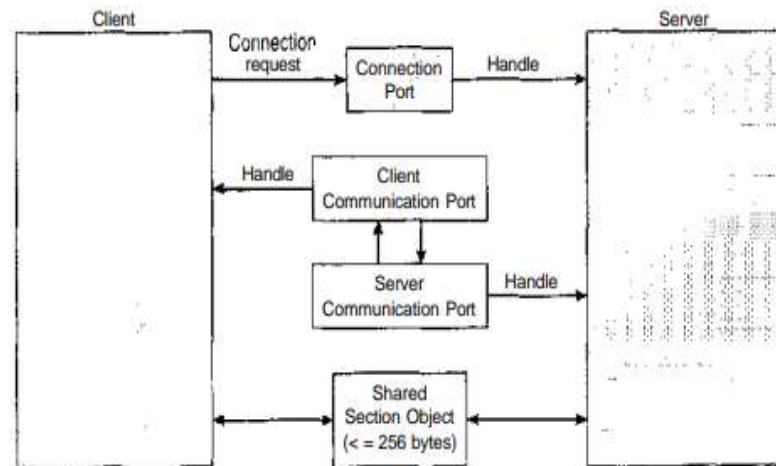 Client
Server
Connection
request
Connection
Port
Handle
Handle
Client
Communication Port
Server
Communication Port
Handle
Shared
Section Object
(< = 256 bytes)